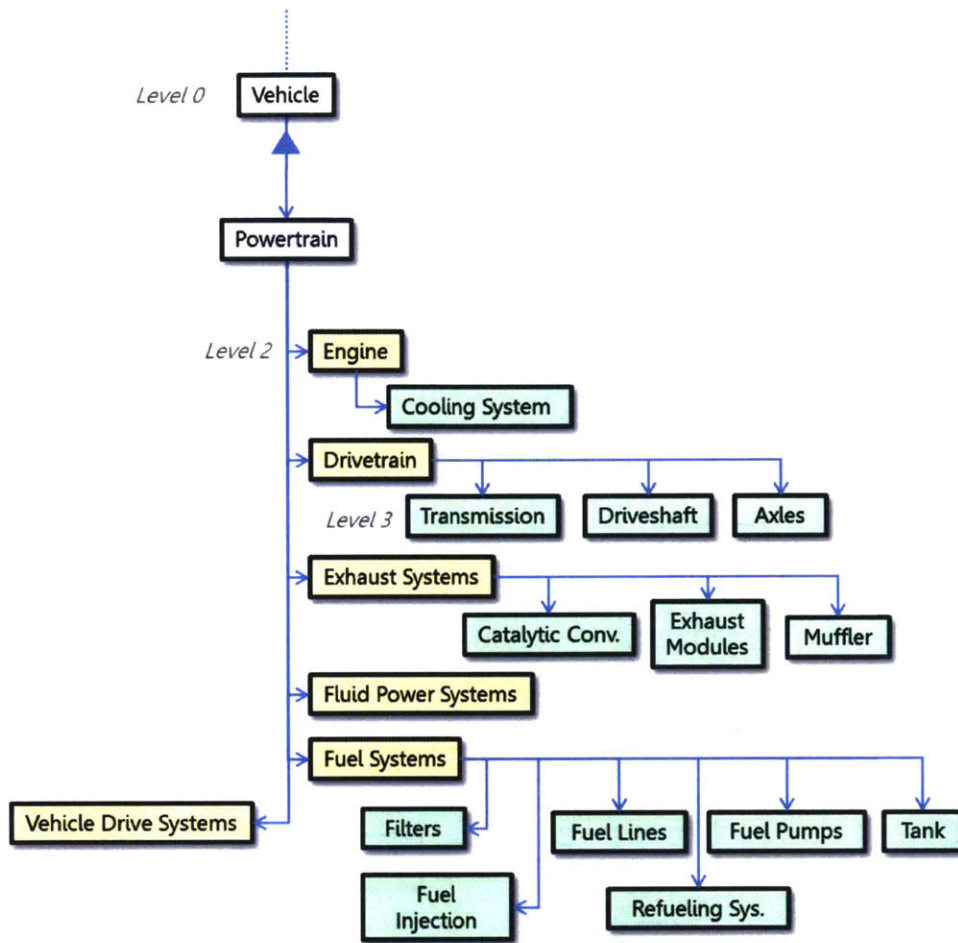 Level 0
Vehicle
Powertrain
Level 2
Engine
Cooling System
Drivetrain
Level 3
Transmission
Driveshaft
Axles
Exhaust Systems
Catalytic Conv.
Exhaust
Modules
Muffler
Fluid Power Systems
Fuel Systems
Vehicle Drive Systems
Filters
Fuel Lines
Fuel Pumps
Tank
Fuel
Injection
Refueling Sys.